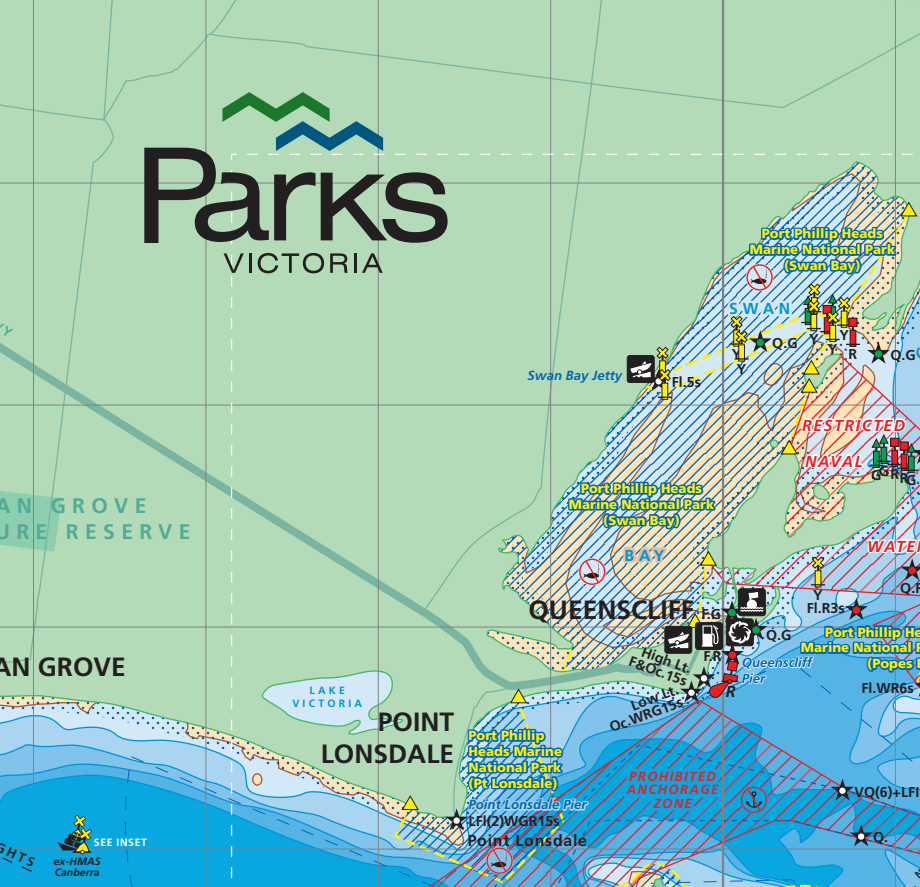 Parks
VICTORIA
Port Phillip Heads
Marine National Park
(Swan Bay)
SWAN
Q.G
Y
Y
Y
Y
R
Q.G
Swan Bay Jetty
Fl.5s
RESTRICTED
NAVAL
G
G
R
R
G
AN GROVE
URE RESERVE
Port Phillip Heads
Marine National Park
(Swan Bay)
BAY
WATE
Y
Fl.R3s
QUEENSCLIFF
F.G
Q.G
F.R
Port Phillip He
Marine National P
(Popes
High Lt.
F&Oc.15s
Queenscliff
Pier
R
Low Lt.
Oc.WRG15s
Fl.WR6s
AN GROVE
LAKE
VICTORIA
POINT
LONSDALE
Port Phillip
Heads Marine
National Park
(Pt Lonsdale)
PROHIBITED
ANCHORAGE
ZONE
VQ(6)+LFl
Point Lonsdale Pier
LFl(2)WGR15s
Point Lonsdale
Q.
SEE INSET
ex-HMAS
Canberra
GHTS